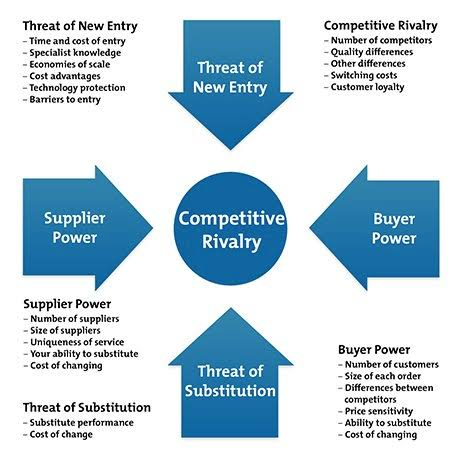 Threat of New Entry
– Time and cost of entry
– Specialist knowledge
– Economies of scale
– Cost advantages
– Technology protection
– Barriers to entry
Threat of
New Entry
Competitive Rivalry
– Number of competitors
– Quality differences
– Other differences
– Switching costs
– Customer loyalty
Supplier
Power
Competitive
Rivalry
Buyer
Power
Supplier Power
– Number of suppliers
– Size of suppliers
– Uniqueness of service
– Your ability to substitute
– Cost of changing
Threat of Substitution
– Substitute performance
– Cost of change
Threat of
Substitution
Buyer Power
– Number of customers
– Size of each order
– Differences between
competitors
– Price sensitivity
– Ability to substitute
– Cost of changing